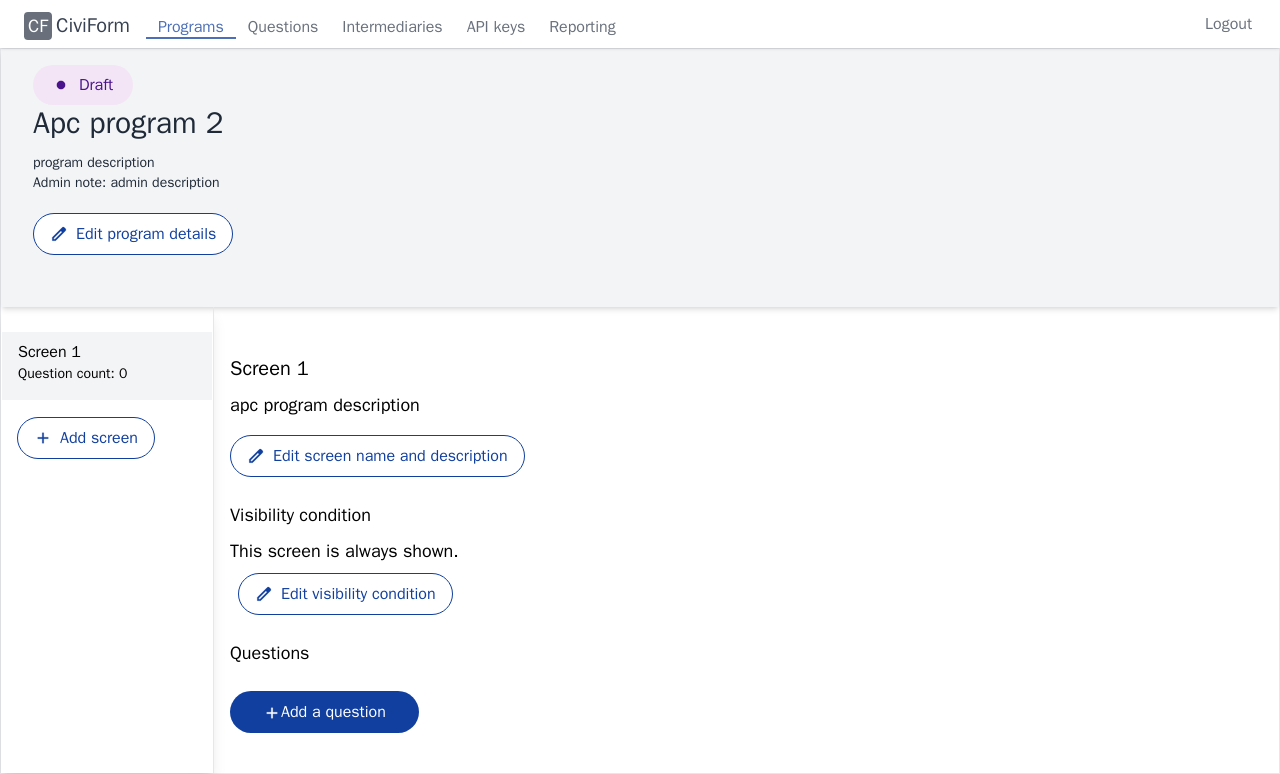 CF CiviForm Programs Questions Intermediaries API keys Reporting Logout
Draft
Apc program 2
program description
Admin note: admin description
Edit program details
Screen 1
Question count: 0
Add screen
Screen 1
apc program description
Edit screen name and description
Visibility condition
This screen is always shown.
Edit visibility condition
Questions
Add a question